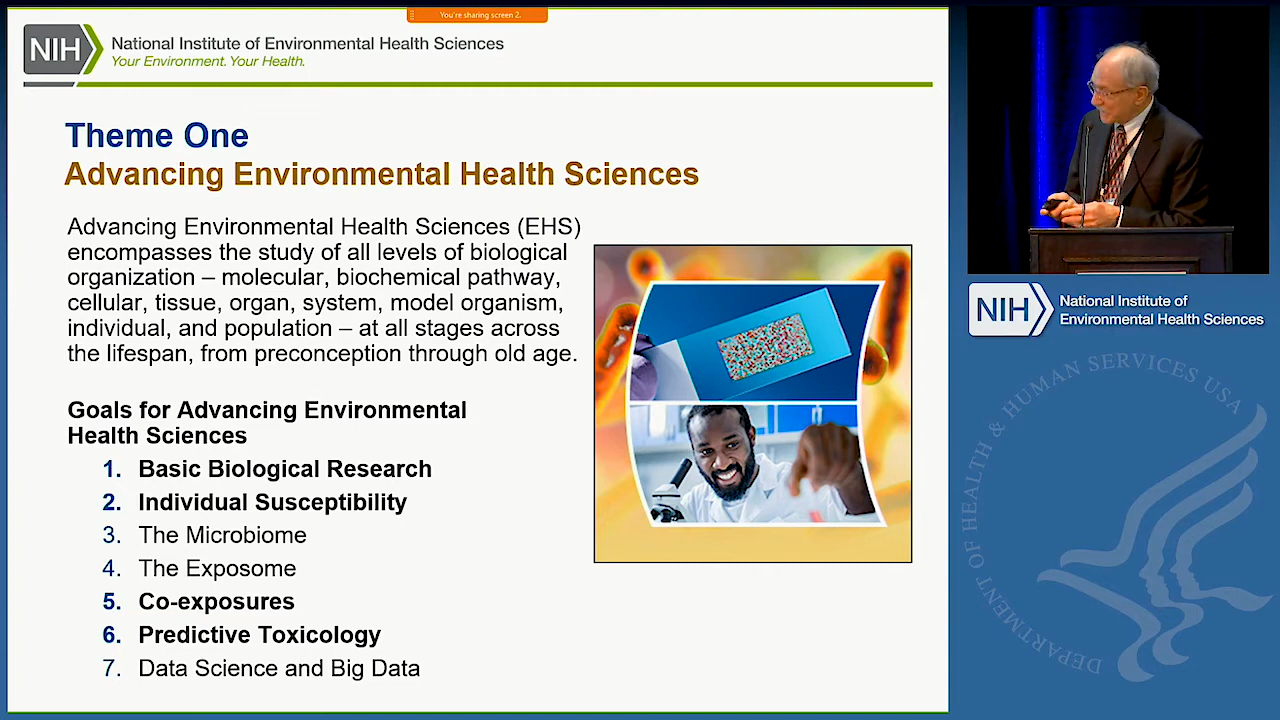 You're sharing screen 2.
NIH
National Institute of Environmental Health Sciences
Your Environment. Your Health.
Theme One
Advancing Environmental Health Sciences
Advancing Environmental Health Sciences (EHS)
encompasses the study of all levels of biological
organization – molecular, biochemical pathway,
cellular, tissue, organ, system, model organism,
individual, and population – at all stages across
the lifespan, from preconception through old age.
Goals for Advancing Environmental
Health Sciences
1. Basic Biological Research
2. Individual Susceptibility
3. The Microbiome
4. The Exposome
5. Co-exposures
6. Predictive Toxicology
7. Data Science and Big Data
NIH
National Institute of
Environmental Health Sciences
DEPARTMENT OF HEALTH & HUMAN SERVICES USA